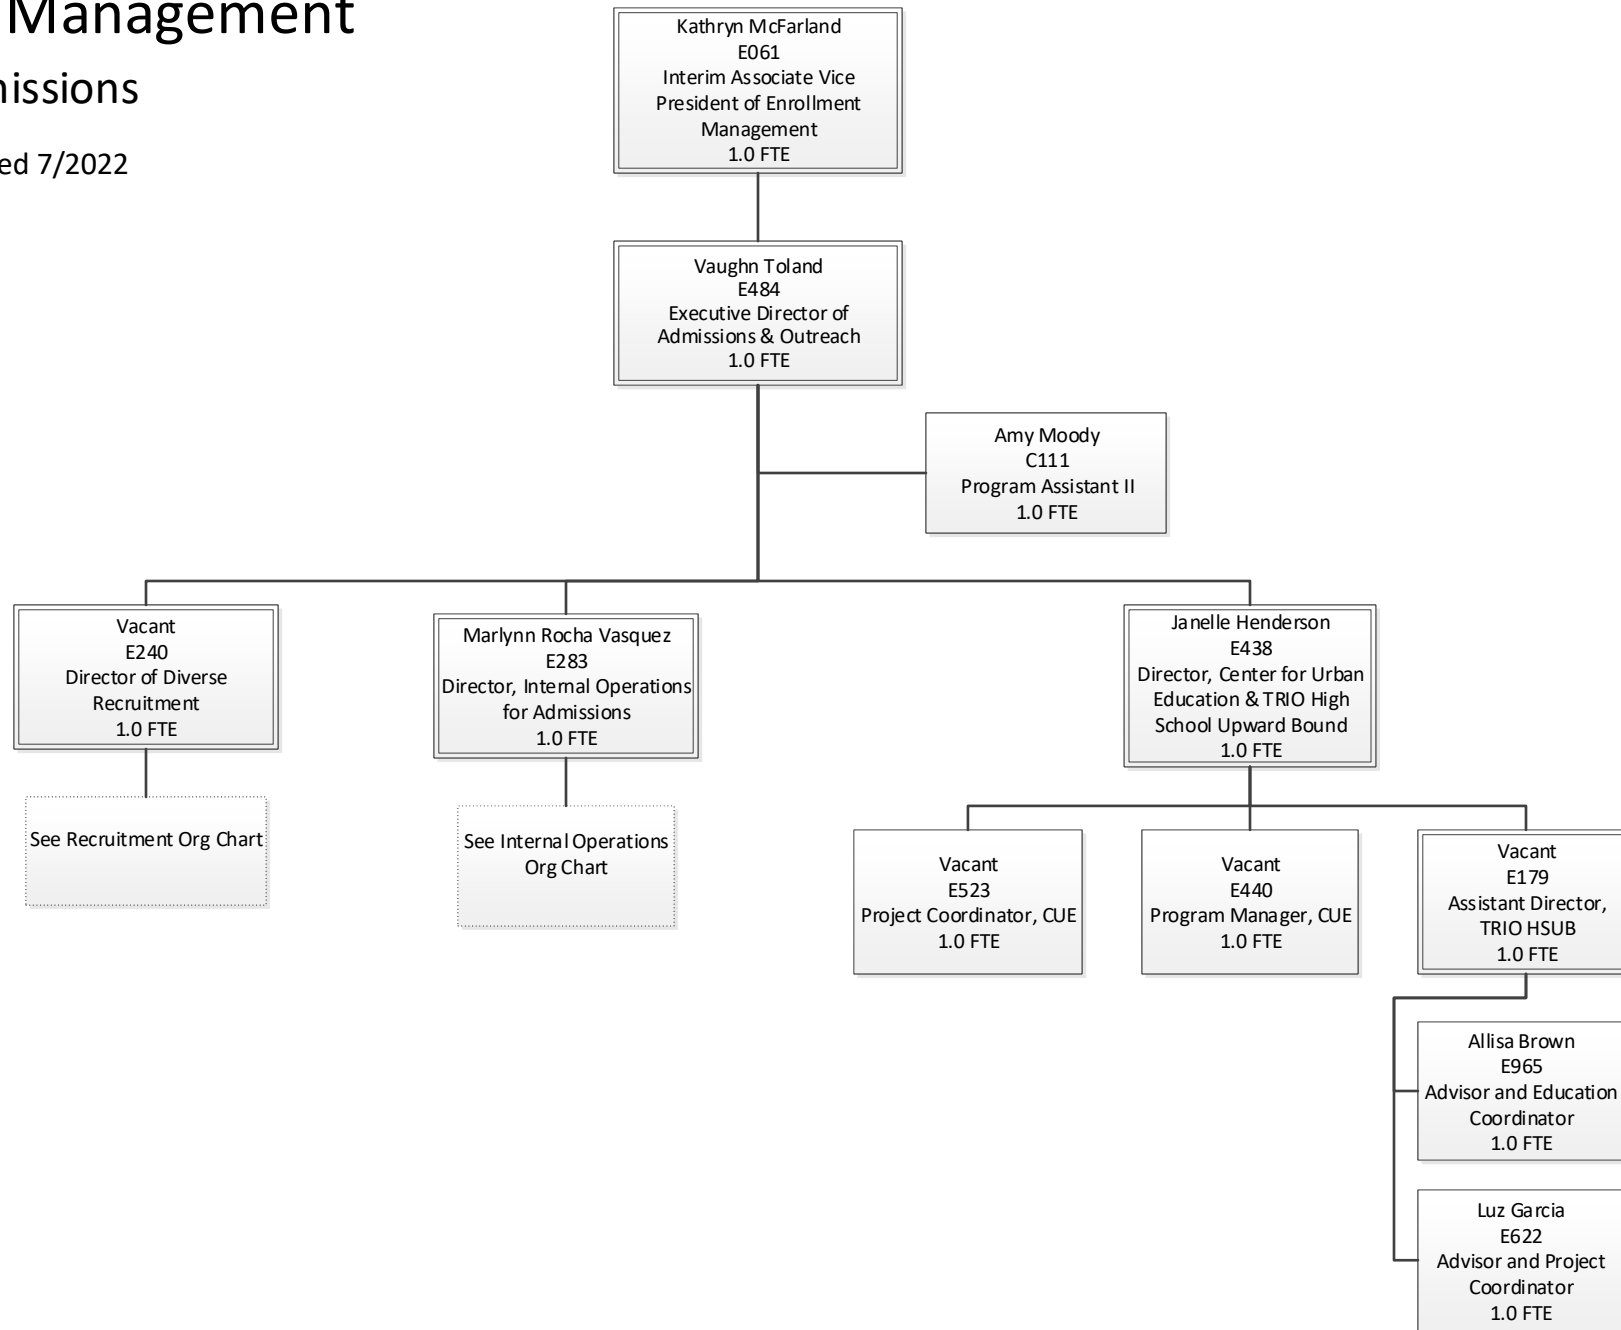 Management
missions
ed 7/2022
Kathryn McFarland
E061
Interim Associate Vice
President of Enrollment
Management
1.0 FTE
Vaughn Toland
E484
Executive Director of
Admissions & Outreach
1.0 FTE
Amy Moody
C111
Program Assistant II
1.0 FTE
Vacant
E240
Director of Diverse
Recruitment
1.0 FTE
Marlynn Rocha Vasquez
E283
Director, Internal Operations
for Admissions
1.0 FTE
Janelle Henderson
E438
Director, Center for Urban
Education & TRIO High
School Upward Bound
1.0 FTE
See Recruitment Org Chart
See Internal Operations
Org Chart
Vacant
E523
Project Coordinator, CUE
1.0 FTE
Vacant
E440
Program Manager, CUE
1.0 FTE
Vacant
E179
Assistant Director,
TRIO HSUB
1.0 FTE
Allisa Brown
E965
Advisor and Education
Coordinator
1.0 FTE
Luz Garcia
E622
Advisor and Project
Coordinator
1.0 FTE